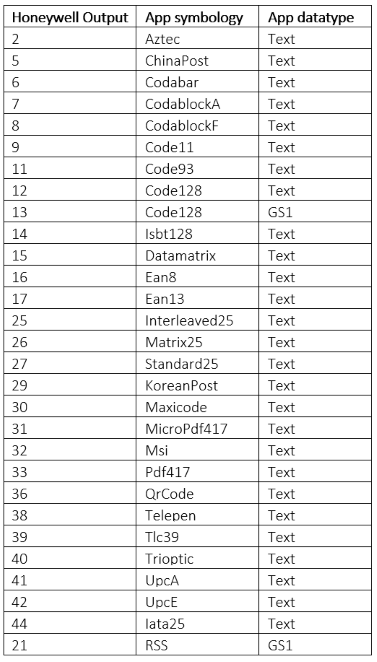 Honeywell Output App symbology App datatype
2 Aztec Text
5 ChinaPost Text
6 Codabar Text
7 CodablockA Text
8 CodablockF Text
9 Code11 Text
11 Code93 Text
12 Code128 Text
13 Code128 GS1
14 Isbt128 Text
15 Datamatrix Text
16 Ean8 Text
17 Ean13 Text
25 Interleaved25 Text
26 Matrix25 Text
27 Standard25 Text
29 KoreanPost Text
30 Maxicode Text
31 MicroPdf417 Text
32 Msi Text
33 Pdf417 Text
36 QrCode Text
38 Telepen Text
39 Tlc39 Text
40 Trioptic Text
41 UpcA Text
42 UpcE Text
44 Iata25 Text
21 RSS GS1